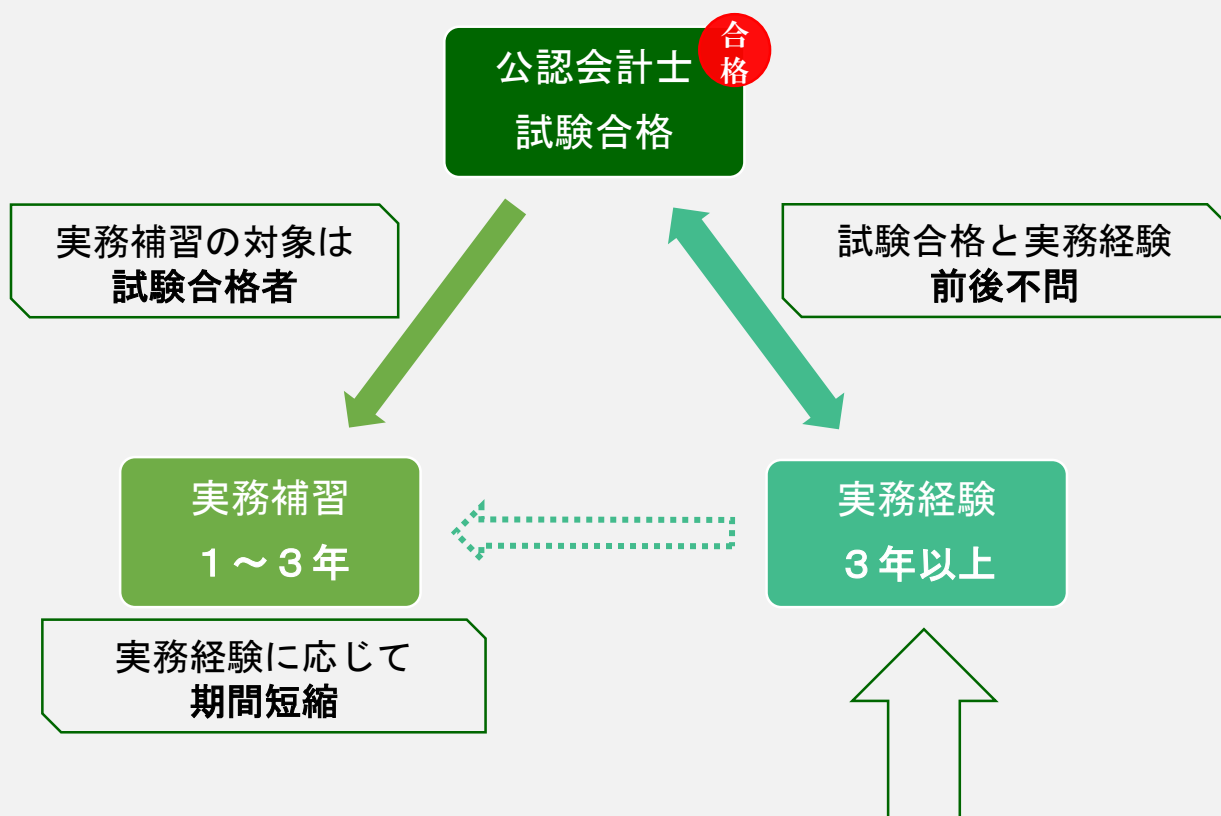 合
格
公認会計士
試験合格
実務補習の対象は
試験合格者
試験合格と実務経験
前後不問
実務補習
１～３年
実務経験
３年以上
実務経験に応じて
期間短縮